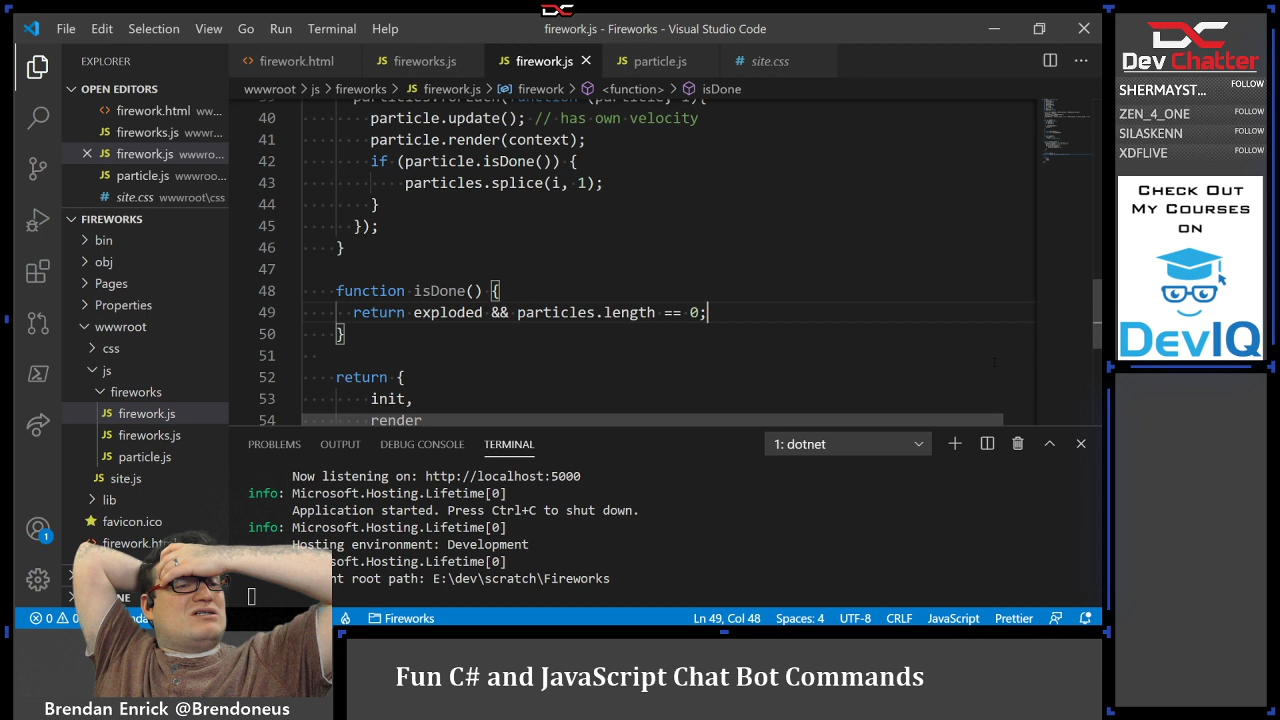 File Edit Selection View Go Run Terminal Help
firework.js - Fireworks - Visual Studio Code
EXPLORER
OPEN EDITORS
firework.html ww...
fireworks.js wwwr...
firework.js wwwro...
particle.js wwwroo...
site.css wwwroot\css
FIREWORKS
bin
obj
Pages
Properties
wwwroot
css
js
fireworks
firework.js
fireworks.js
particle.js
site.js
lib
favicon.ico
1
firework.html
fireworks.js
firework.js
particle.js
site.css
wwwroot > js > fireworks > firework.js > firework > <function> > isDone
40 particle.update(); // has own velocity
41 particle.render(context);
42 if (particle.isDone()) {
43 particles.splice(i, 1);
44 }
45 });
46 }
47
48 function isDone() {
49 return exploded && particles.length == 0;
50 }
51
52 return {
53 init,
54 render
PROBLEMS OUTPUT DEBUG CONSOLE TERMINAL
1: dotnet
Now listening on: http://localhost:5000
info: Microsoft.Hosting.Lifetime[0]
Application started. Press Ctrl+C to shut down.
info: Microsoft.Hosting.Lifetime[0]
Hosting environment: Development
osoft.Hosting.Lifetime[0]
nt root path: E:\dev\scratch\Fireworks
0 0
Fireworks
Ln 49, Col 48 Spaces: 4 UTF-8 CRLF JavaScript Prettier
DevChatter
SHERMAYST... FOLLOW
ZEN_4_ONE FOLLOW
SILASKENN FOLLOW
XDFLIVE FOLLOW
CHECK OUT
MY COURSES
ON
DevIQ
Fun C# and JavaScript Chat Bot Commands
Brendan Enrick @Brendoneus